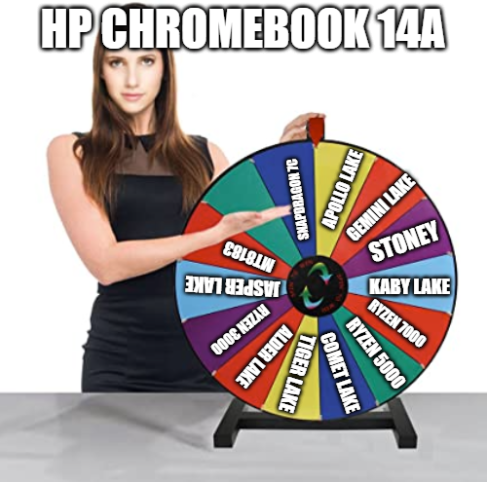 HP CHROMEBOOK 14A
SNAPDRAGON 7C
APOLLO LAKE
GEMINI LAKE
STONEY
KABY LAKE
RYZEN 7000
RYZEN 5000
COMET LAKE
TIGER LAKE
ALDER LAKE
RYZEN 3000
JASPER LAKE
MT8183